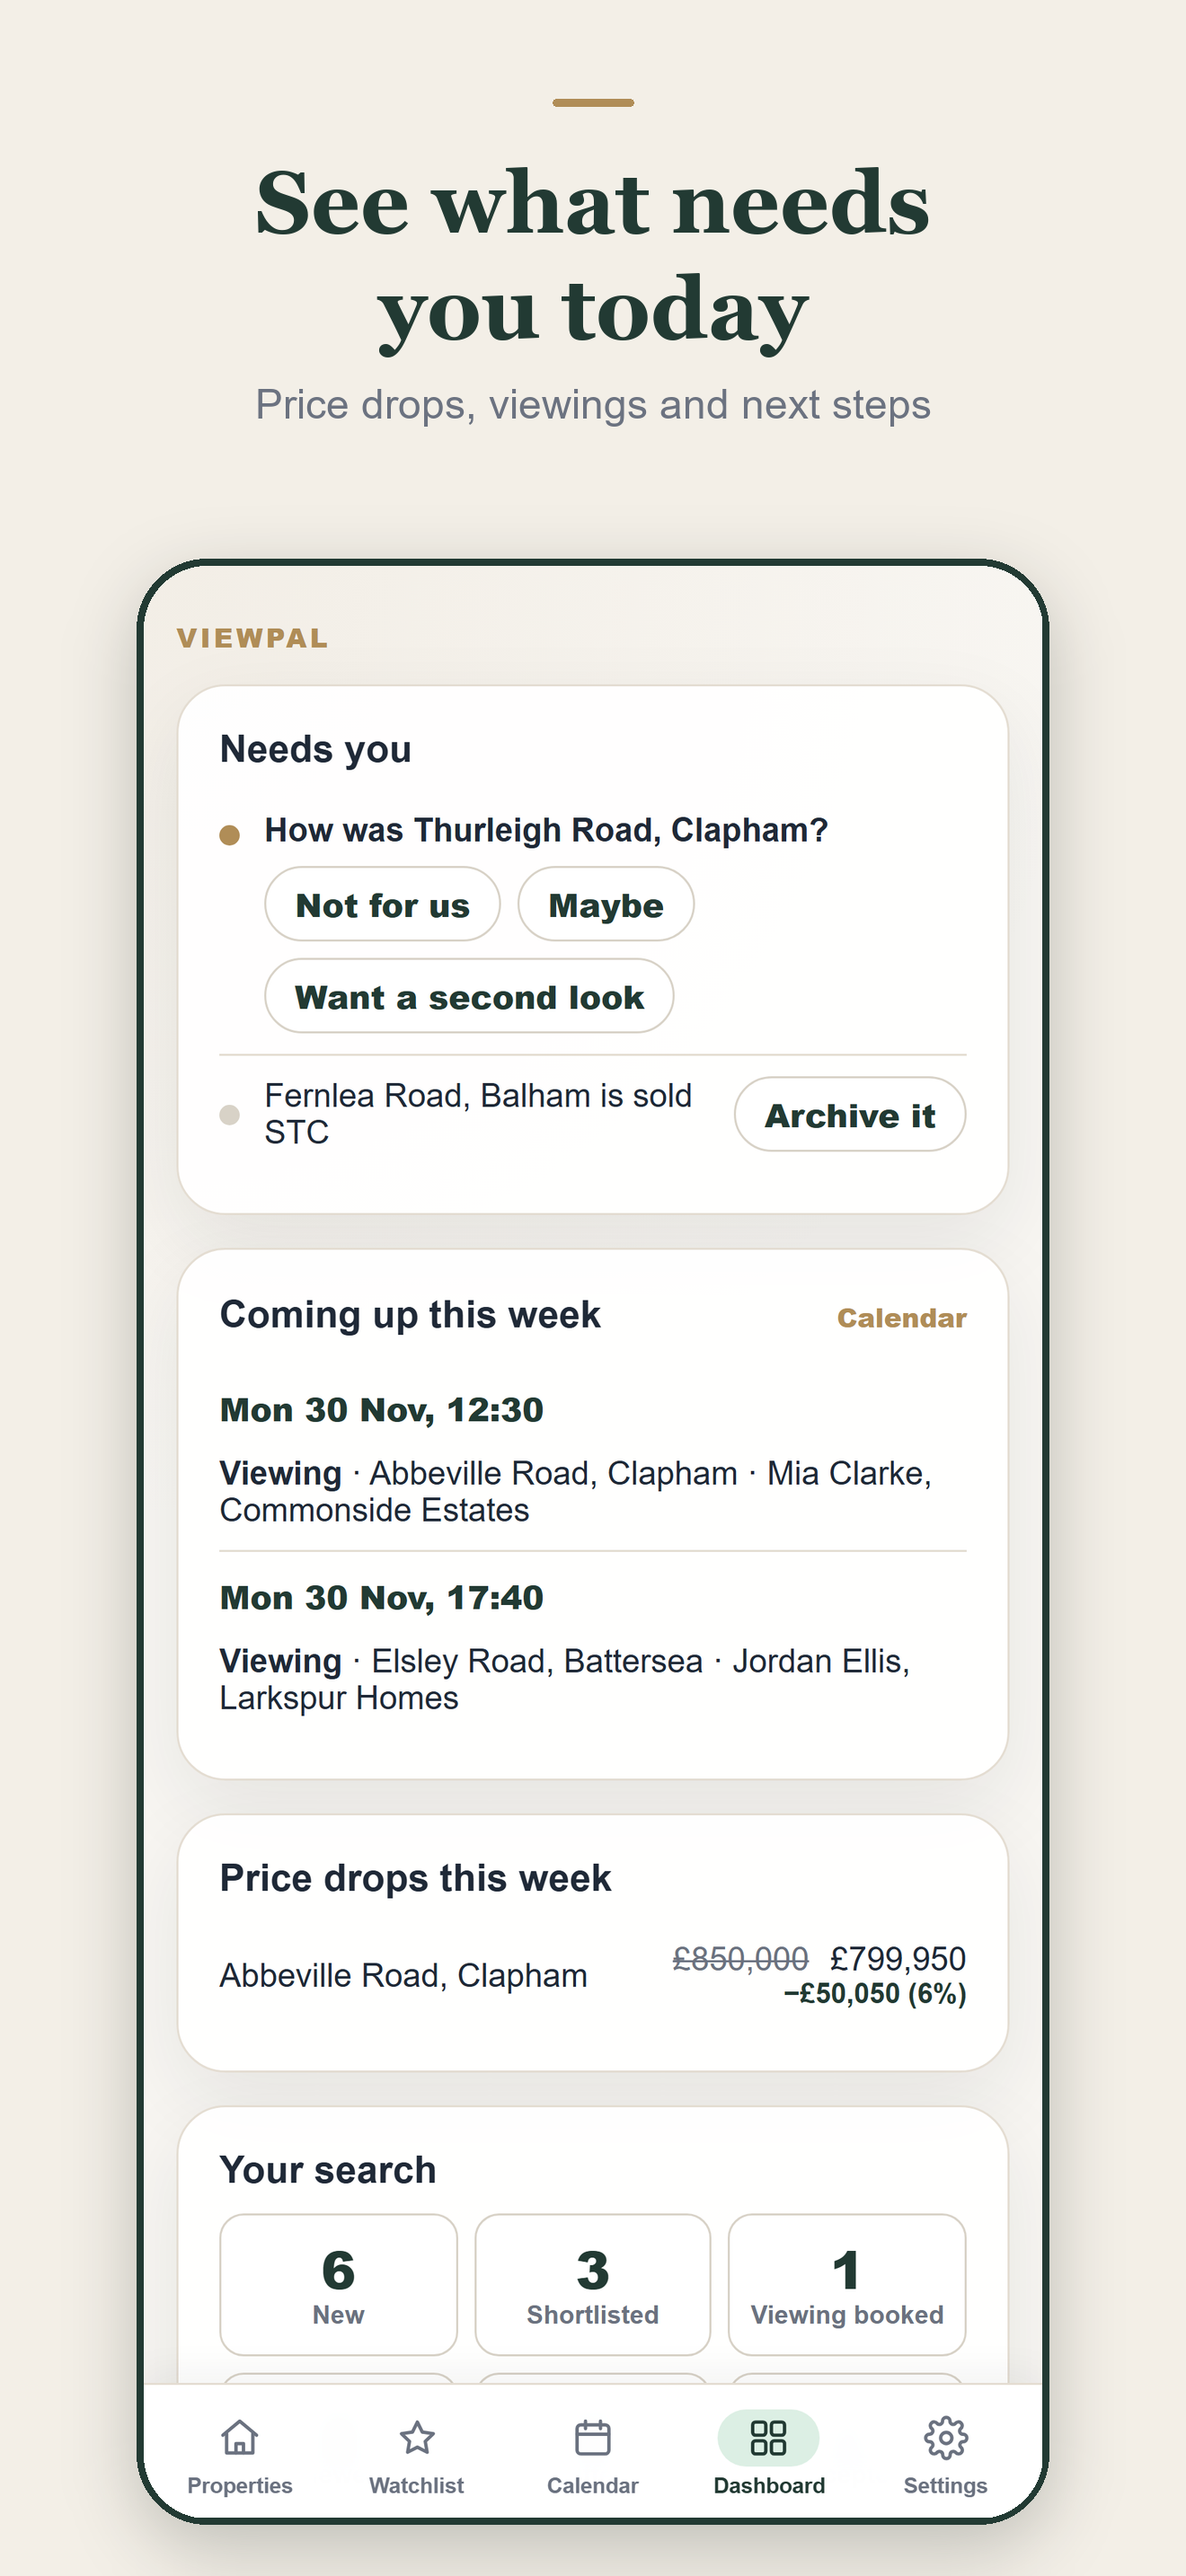 See what needs
you today
Price drops, viewings and next steps
VIEWPAL
Needs you
How was Thurleigh Road, Clapham?
Not for us
Maybe
Want a second look
Fernlea Road, Balham is sold
STC
Archive it
Coming up this week
Calendar
Mon 30 Nov, 12:30
Viewing · Abbeville Road, Clapham · Mia Clarke,
Commonside Estates
Mon 30 Nov, 17:40
Viewing · Elsley Road, Battersea · Jordan Ellis,
Larkspur Homes
Price drops this week
Abbeville Road, Clapham
£850,000 £799,950
−£50,050 (6%)
Your search
6
New
3
Shortlisted
1
Viewing booked
Properties
Watchlist
Calendar
Dashboard
Settings